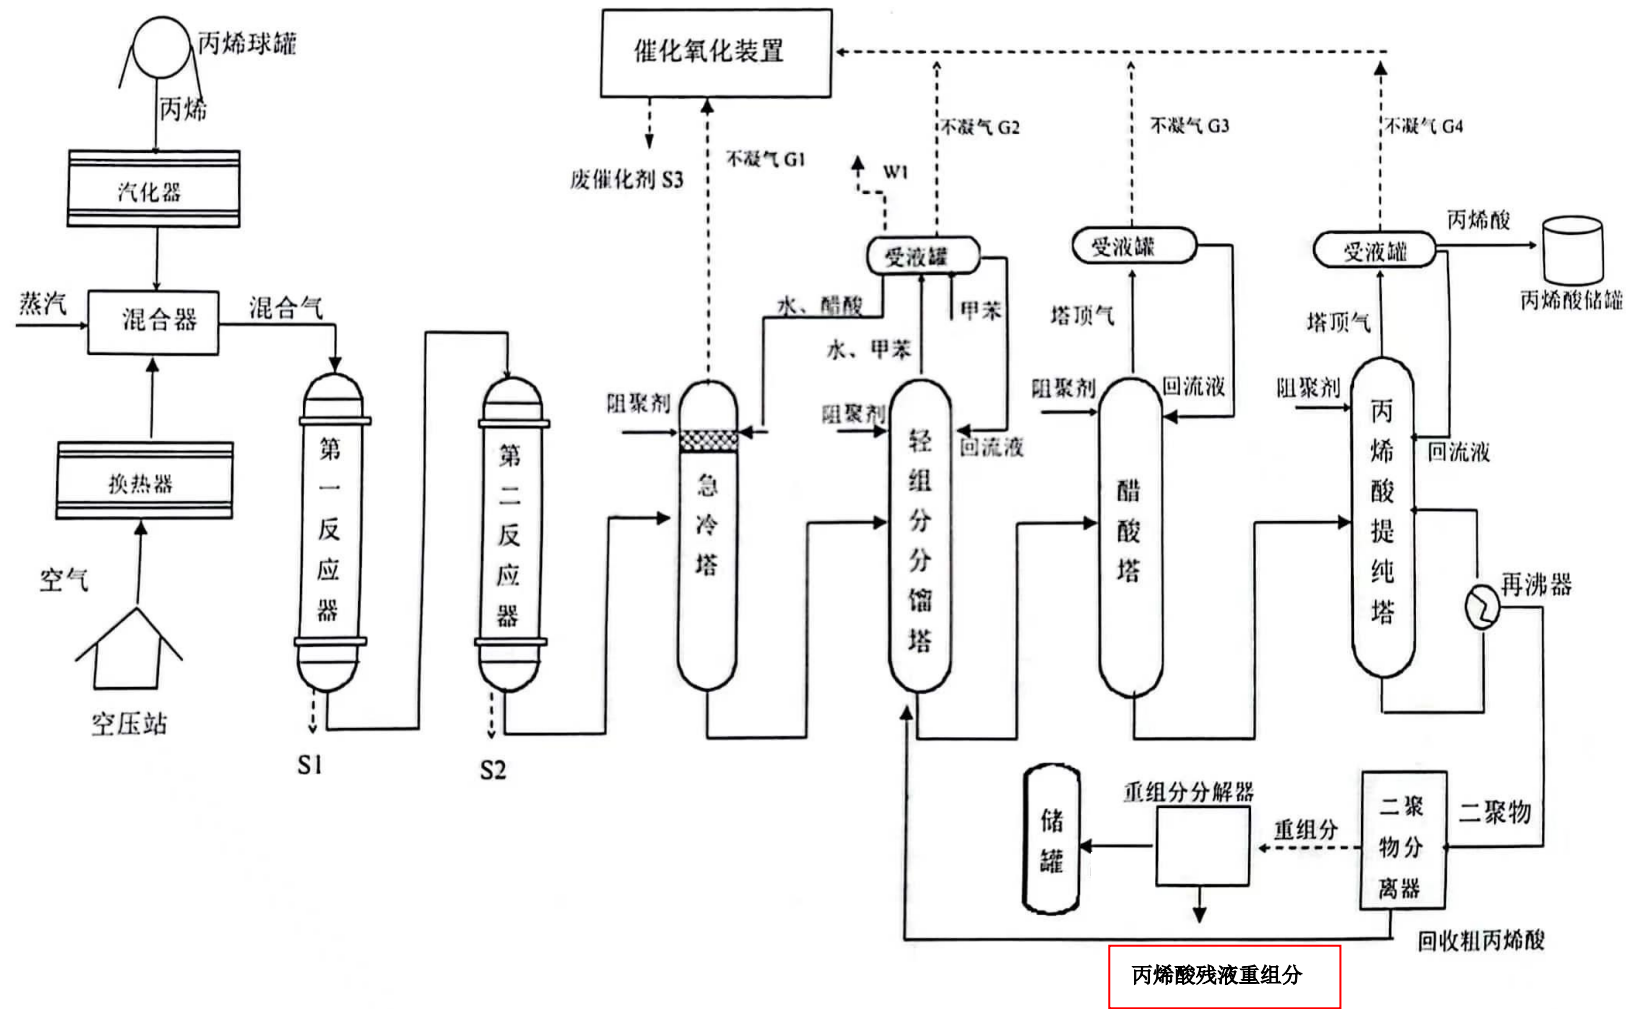 丙烯球罐
丙烯
汽化器
蒸汽
混合器
混合气
换热器
空气
空压站
第一反应器
S1
第二反应器
S2
催化氧化装置
废催化剂 S3
不凝气 G1
阻聚剂
急冷塔
W1
不凝气 G2
受液罐
水、醋酸
甲苯
水、甲苯
阻聚剂
回流液
轻组分分馏塔
不凝气 G3
受液罐
塔顶气
阻聚剂
回流液
醋酸塔
不凝气 G4
受液罐
丙烯酸
丙烯酸储罐
塔顶气
阻聚剂
回流液
丙烯酸提纯塔
再沸器
二聚物
二聚物分离器
重组分
重组分分解器
储罐
回收粗丙烯酸
丙烯酸残液重组分